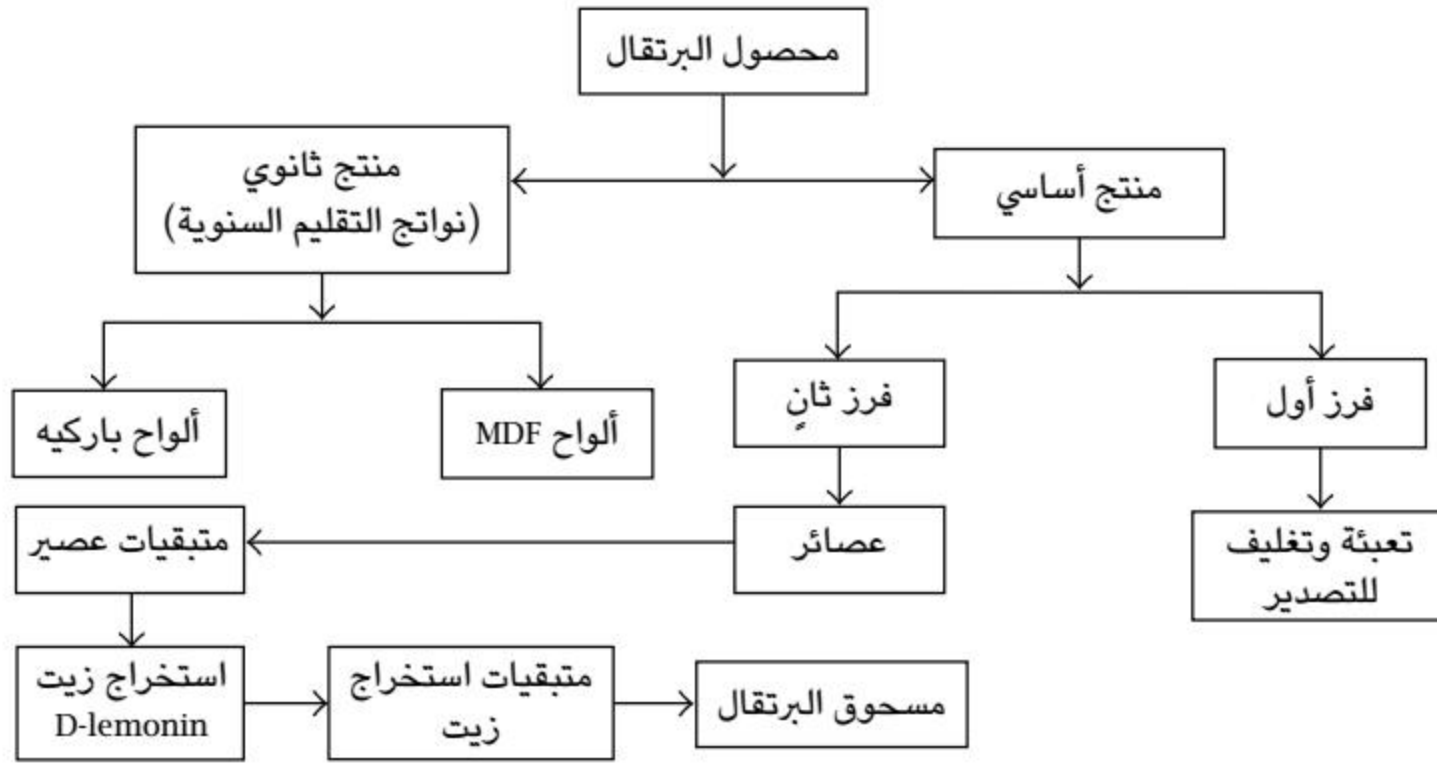 محصول البرتقال
منتج أساسي
منتج ثانوي
(نواتج التقليم السنوية)
فرز أول
فرز ثانٍ
ألواح MDF
ألواح باركيه
تعبئة وتغليف
للتصدير
عصائر
متبقيات عصير
استخراج زيت
D-lemonin
متبقيات استخراج
زيت
مسحوق البرتقال